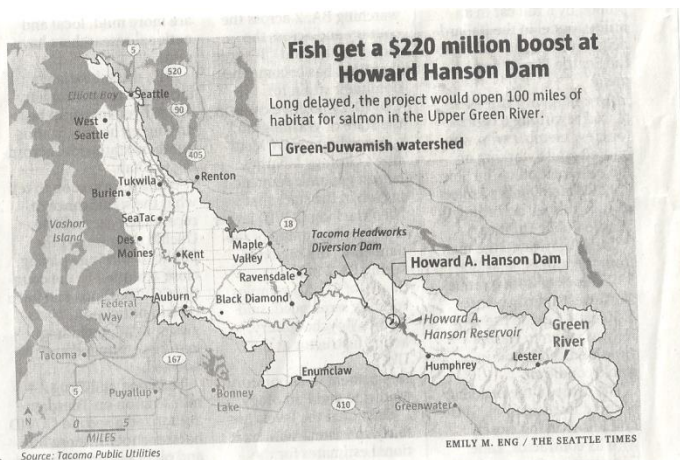 Fish get a $220 million boost at
Howard Hanson Dam
Long delayed, the project would open 100 miles of
habitat for salmon in the Upper Green River.
Green-Duwamish watershed
5
520
Elliott Bay
Seattle
90
West
Seattle
405
Tukwila
Renton
Burien
SeaTac
18
Vashon
Island
Des
Moines
Kent
Maple
Valley
Tacoma Headworks
Diversion Dam
Ravensdale
Howard A. Hanson Dam
Federal
Way
Auburn
Black Diamond
Howard A.
Hanson Reservoir
Green
River
Tacoma
167
Enumclaw
Humphrey
Lester
5
Puyallup
Bonney
Lake
410
Greenwater
N
0 5
MILES
EMILY M. ENG / THE SEATTLE TIMES
Source: Tacoma Public Utilities